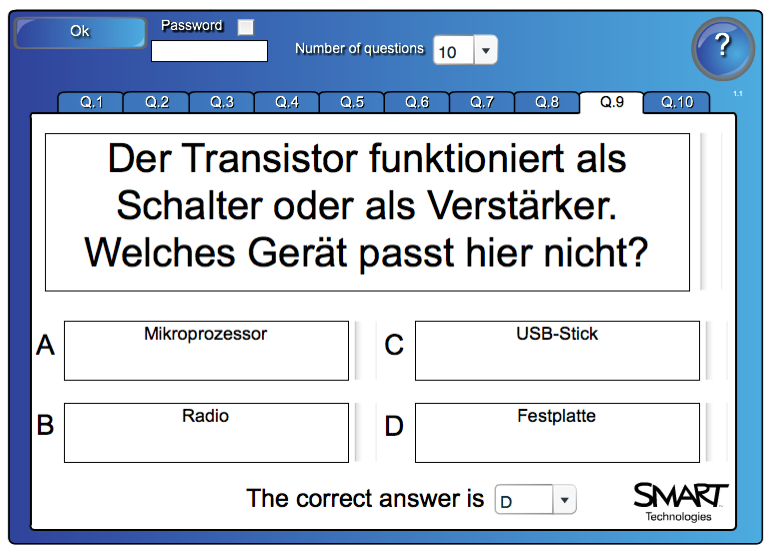 Ok
Password
Number of questions 10
?
Q.1 Q.2 Q.3 Q.4 Q.5 Q.6 Q.7 Q.8 Q.9 Q.10
1.1
Der Transistor funktioniert als
Schalter oder als Verstärker.
Welches Gerät passt hier nicht?
A Mikroprozessor
C USB-Stick
B Radio
D Festplatte
The correct answer is D
SMART
Technologies